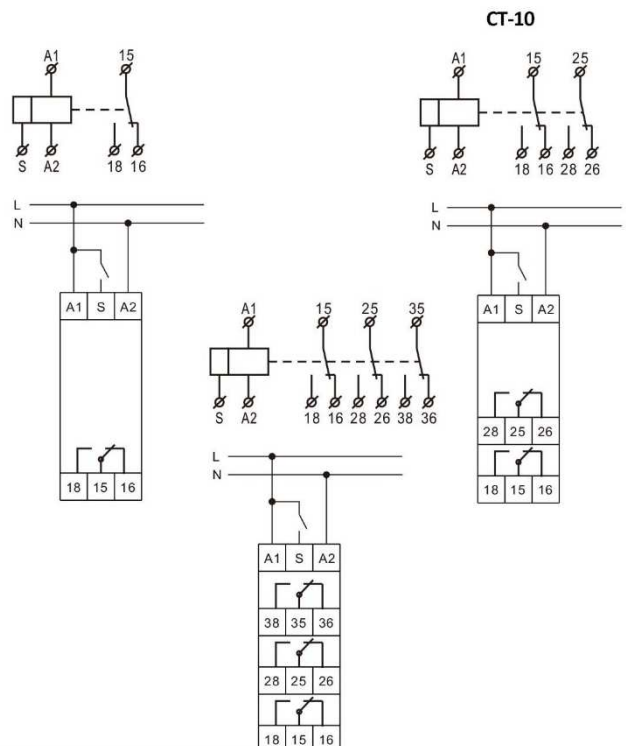 CT-10
A1 15
S A2 18 16
L
N
A1 S A2
18 15 16
A1 15 25
S A2 18 16 28 26
L
N
A1 S A2
28 25 26
18 15 16
A1 15 25 35
S A2 18 16 28 26 38 36
L
N
A1 S A2
38 35 36
28 25 26
18 15 16